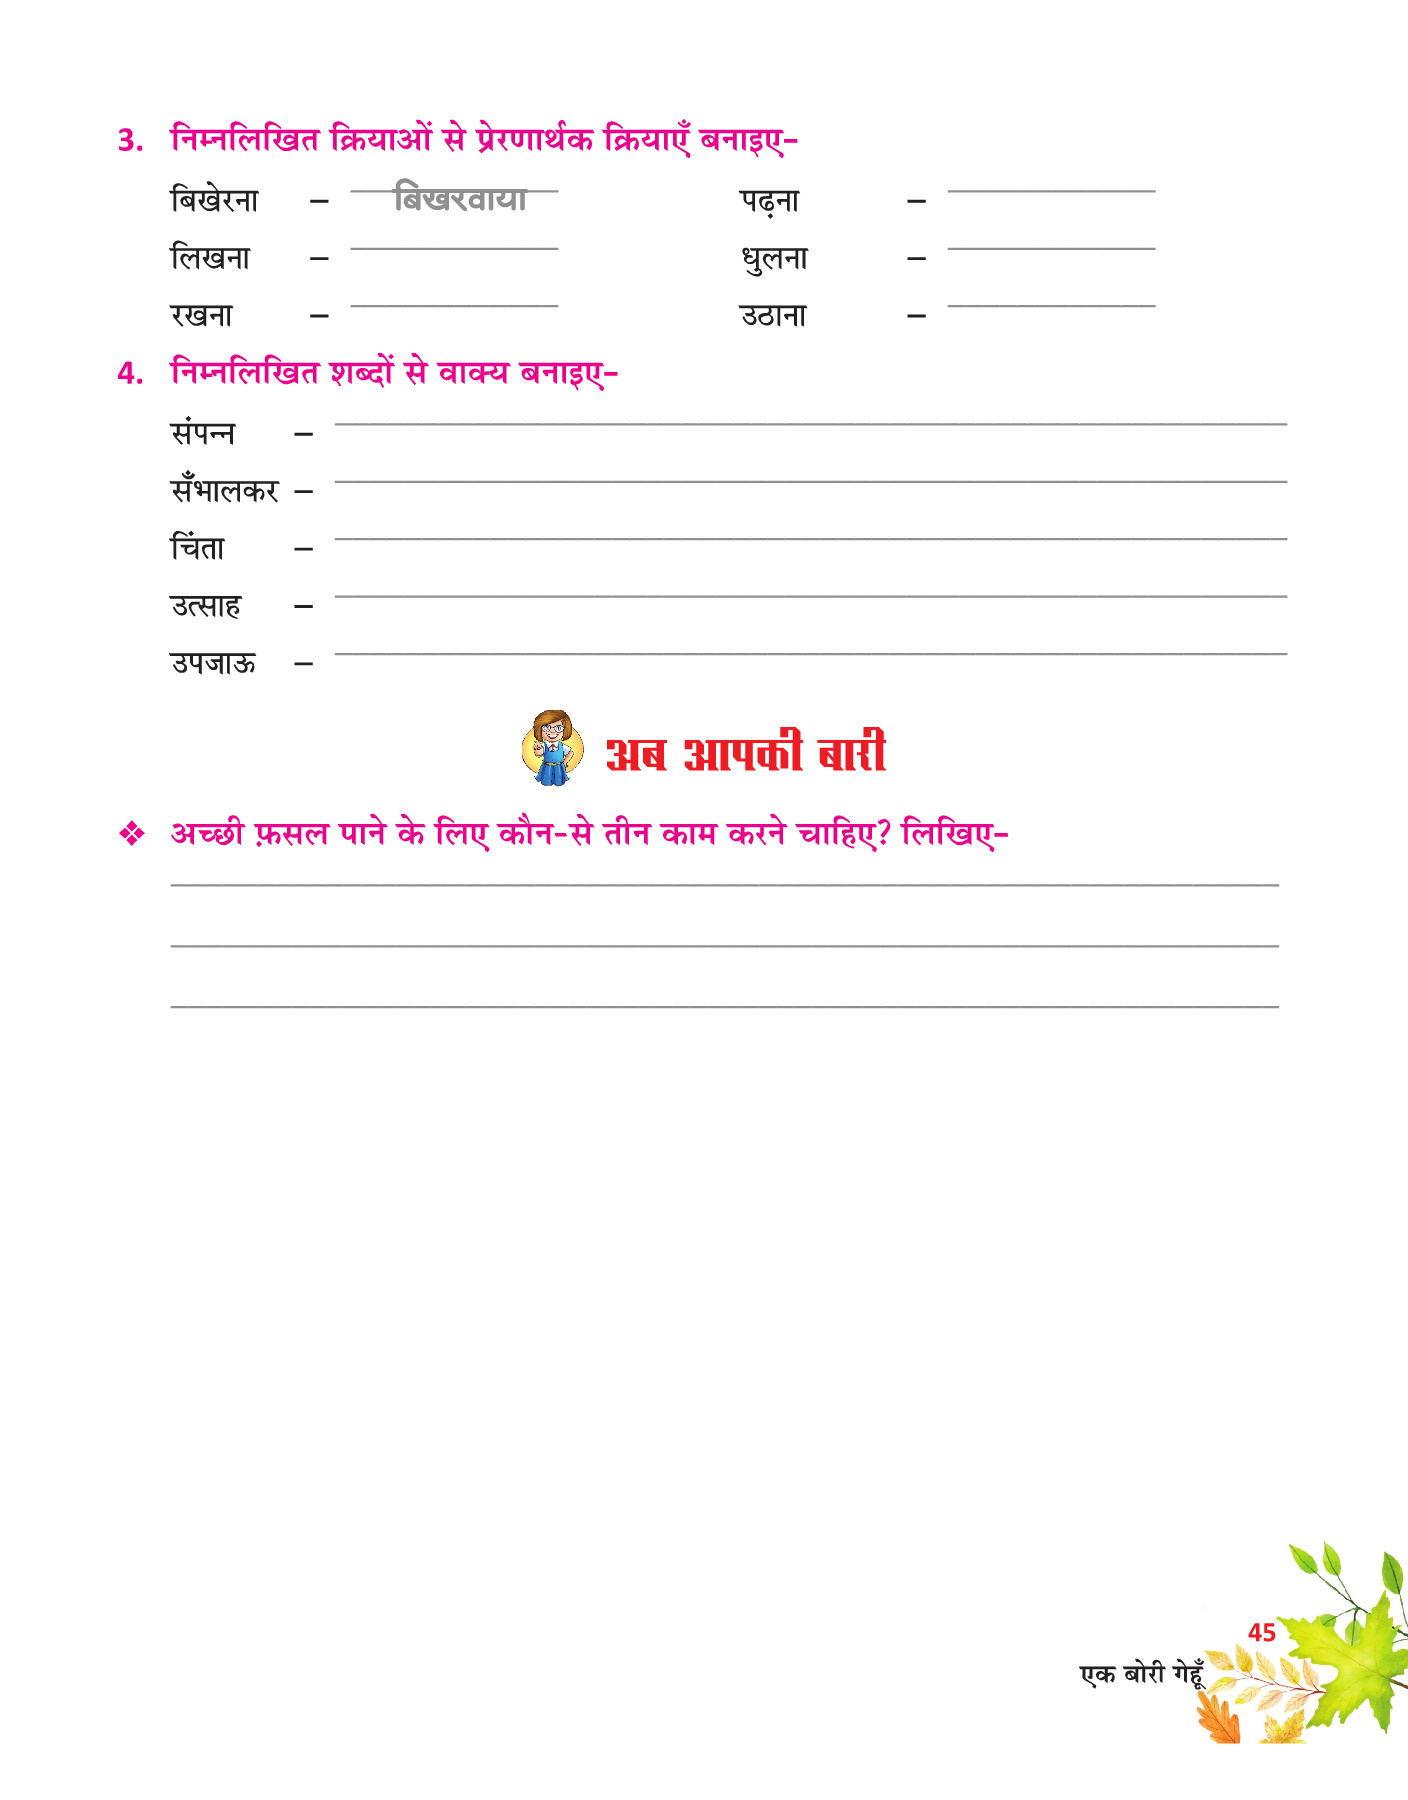 3. निम्नलिखित क्रियाओं से प्रेरणार्थक क्रियाएँ बनाइए–
बिखेरना – बिखरवाया पढ़ना –
लिखना – धुलना –
रखना – उठाना –
4. निम्नलिखित शब्दों से वाक्य बनाइए–
संपन्न –
सँभालकर –
चिंता –
उत्साह –
उपजाऊ –
अब आपकी बारी
❖ अच्छी फ़सल पाने के लिए कौन-से तीन काम करने चाहिए? लिखिए–
45
एक बोरी गेहूँ